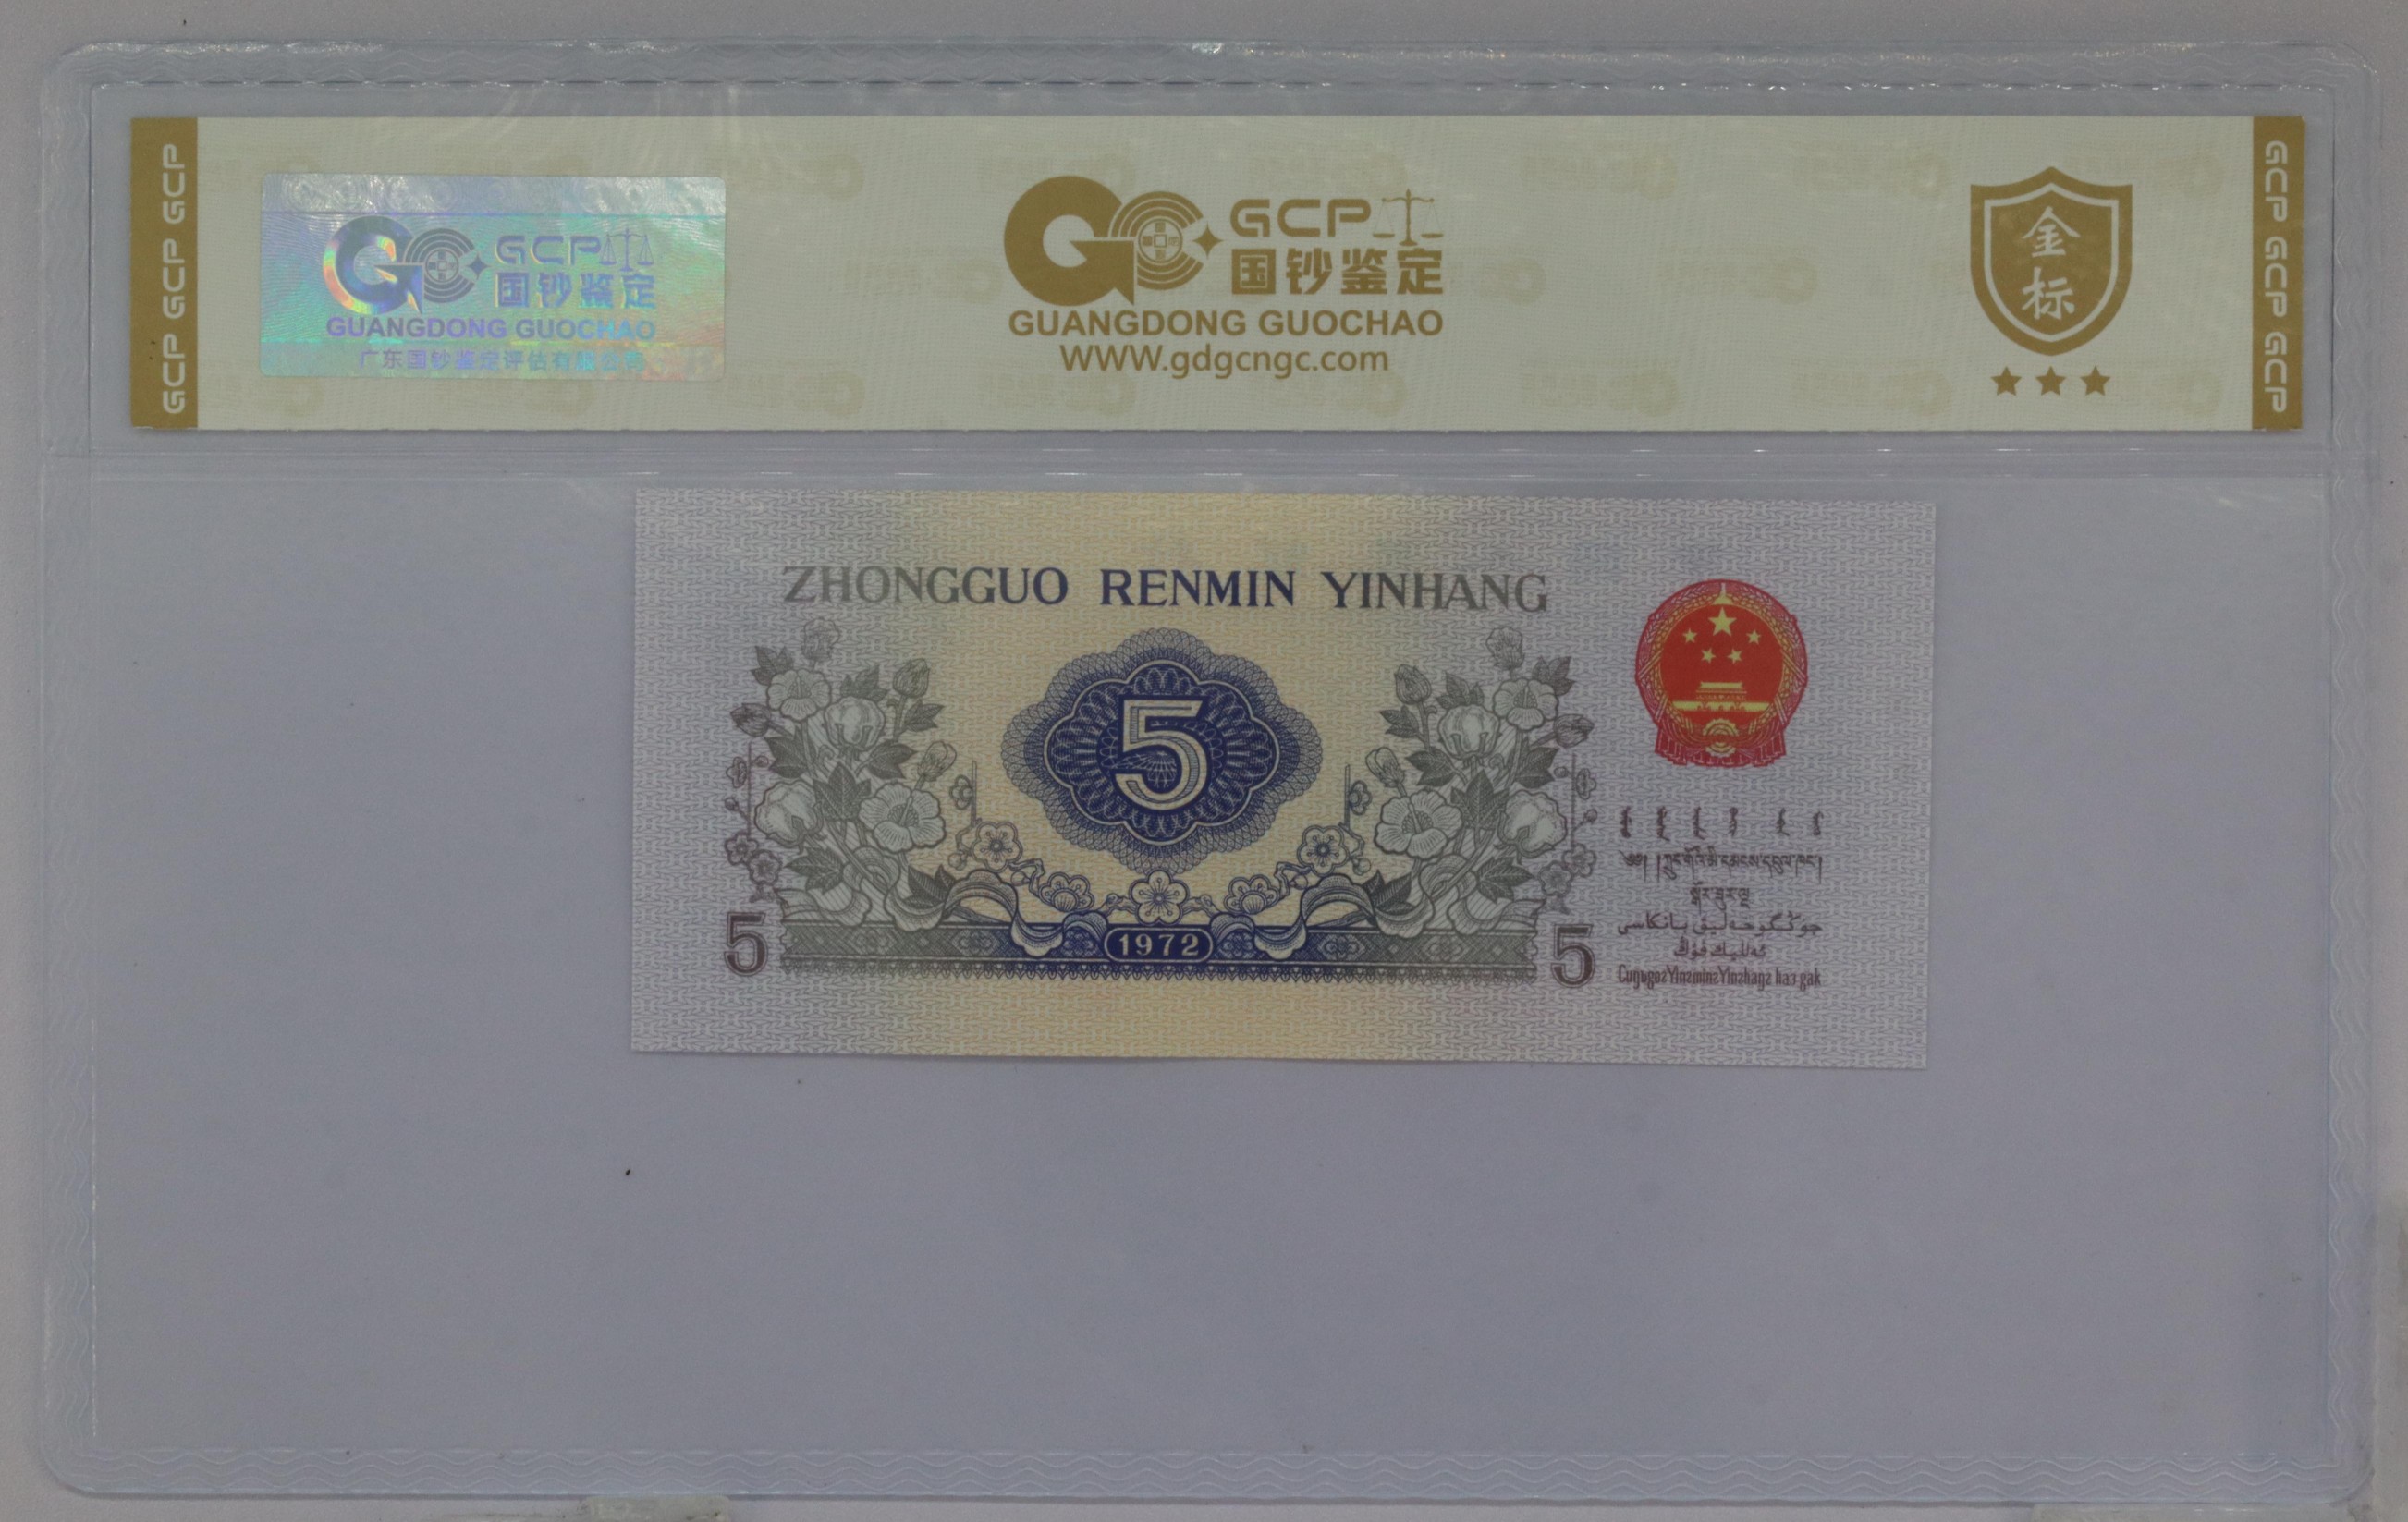 GCP GCP GCP
GCP
国钞鉴定
GUANGDONG GUOCHAO
广东国钞鉴定评估有限公司
GCP
国钞鉴定
GUANGDONG GUOCHAO
WWW.gdgcngc.com
金
标
GCP GCP GCP
ZHONGGUO RENMIN YINHANG
5
5
1972
5